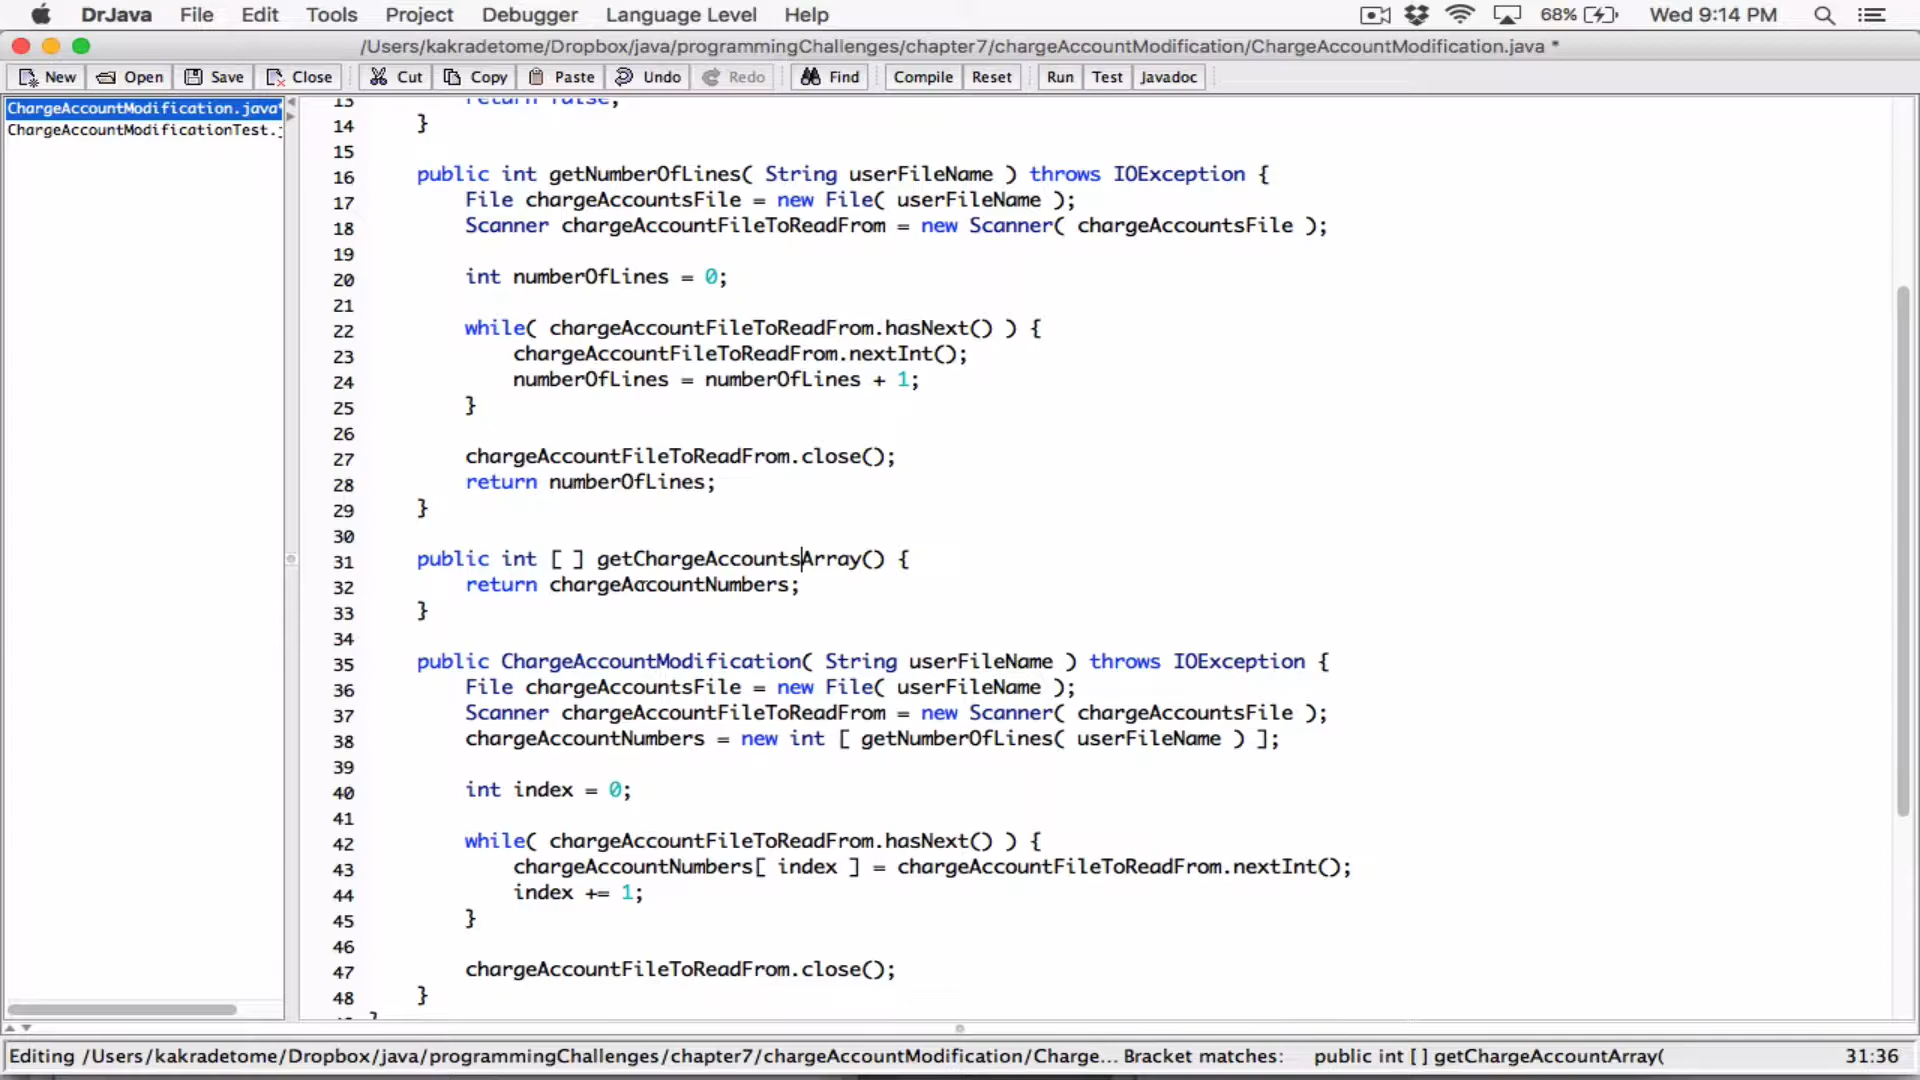 DrJava File Edit Tools Project Debugger Language Level Help 68% Wed 9:14 PM
/Users/kakradetome/Dropbox/java/programmingChallenges/chapter7/chargeAccountModification/ChargeAccountModification.java *
New Open Save Close Cut Copy Paste Undo Redo Find Compile Reset Run Test Javadoc
ChargeAccountModification.java*
ChargeAccountModificationTest.j
13 return false;
14 }
15
16 public int getNumberOfLines( String userFileName ) throws IOException {
17 File chargeAccountsFile = new File( userFileName );
18 Scanner chargeAccountFileToReadFrom = new Scanner( chargeAccountsFile );
19
20 int numberOfLines = 0;
21
22 while( chargeAccountFileToReadFrom.hasNext() ) {
23 chargeAccountFileToReadFrom.nextInt();
24 numberOfLines = numberOfLines + 1;
25 }
26
27 chargeAccountFileToReadFrom.close();
28 return numberOfLines;
29 }
30
31 public int [ ] getChargeAccountsArray() {
32 return chargeAccountNumbers;
33 }
34
35 public ChargeAccountModification( String userFileName ) throws IOException {
36 File chargeAccountsFile = new File( userFileName );
37 Scanner chargeAccountFileToReadFrom = new Scanner( chargeAccountsFile );
38 chargeAccountNumbers = new int [ getNumberOfLines( userFileName ) ];
39
40 int index = 0;
41
42 while( chargeAccountFileToReadFrom.hasNext() ) {
43 chargeAccountNumbers[ index ] = chargeAccountFileToReadFrom.nextInt();
44 index += 1;
45 }
46
47 chargeAccountFileToReadFrom.close();
48 }
Editing /Users/kakradetome/Dropbox/java/programmingChallenges/chapter7/chargeAccountModification/Charge... Bracket matches: public int [ ] getChargeAccountArray( 31:36